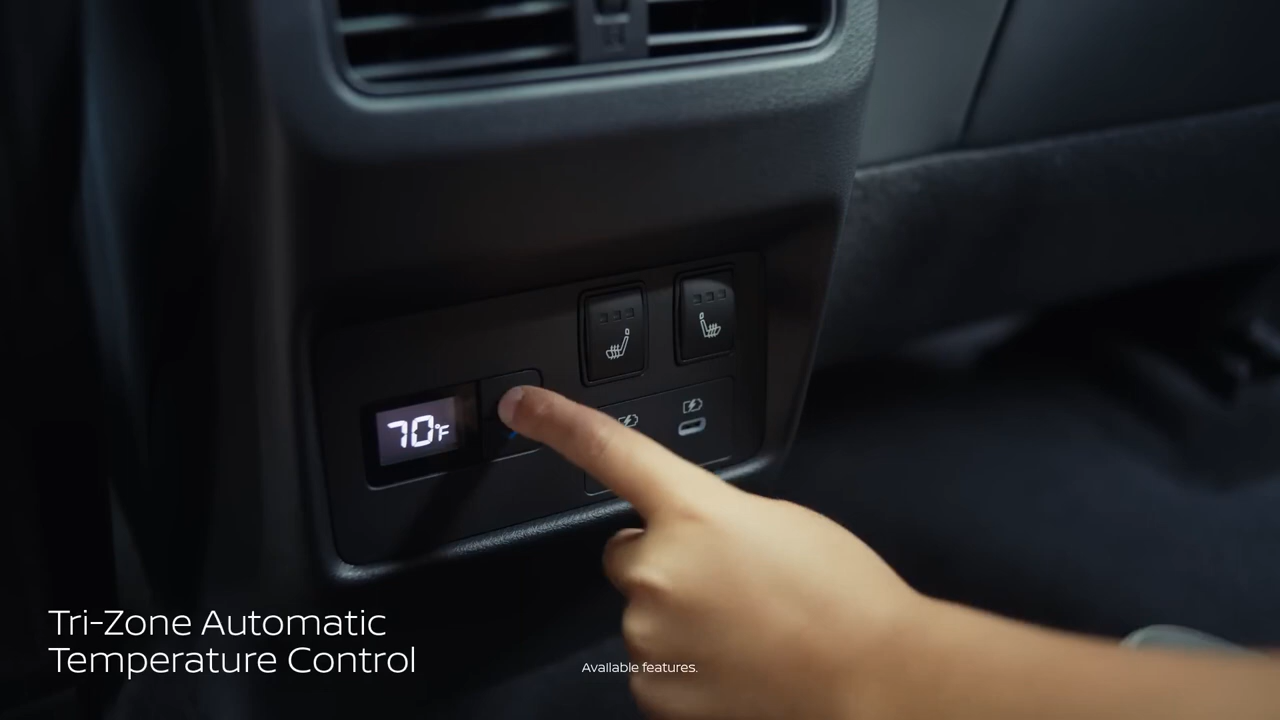 70°F
Tri-Zone Automatic
Temperature Control
Available features.